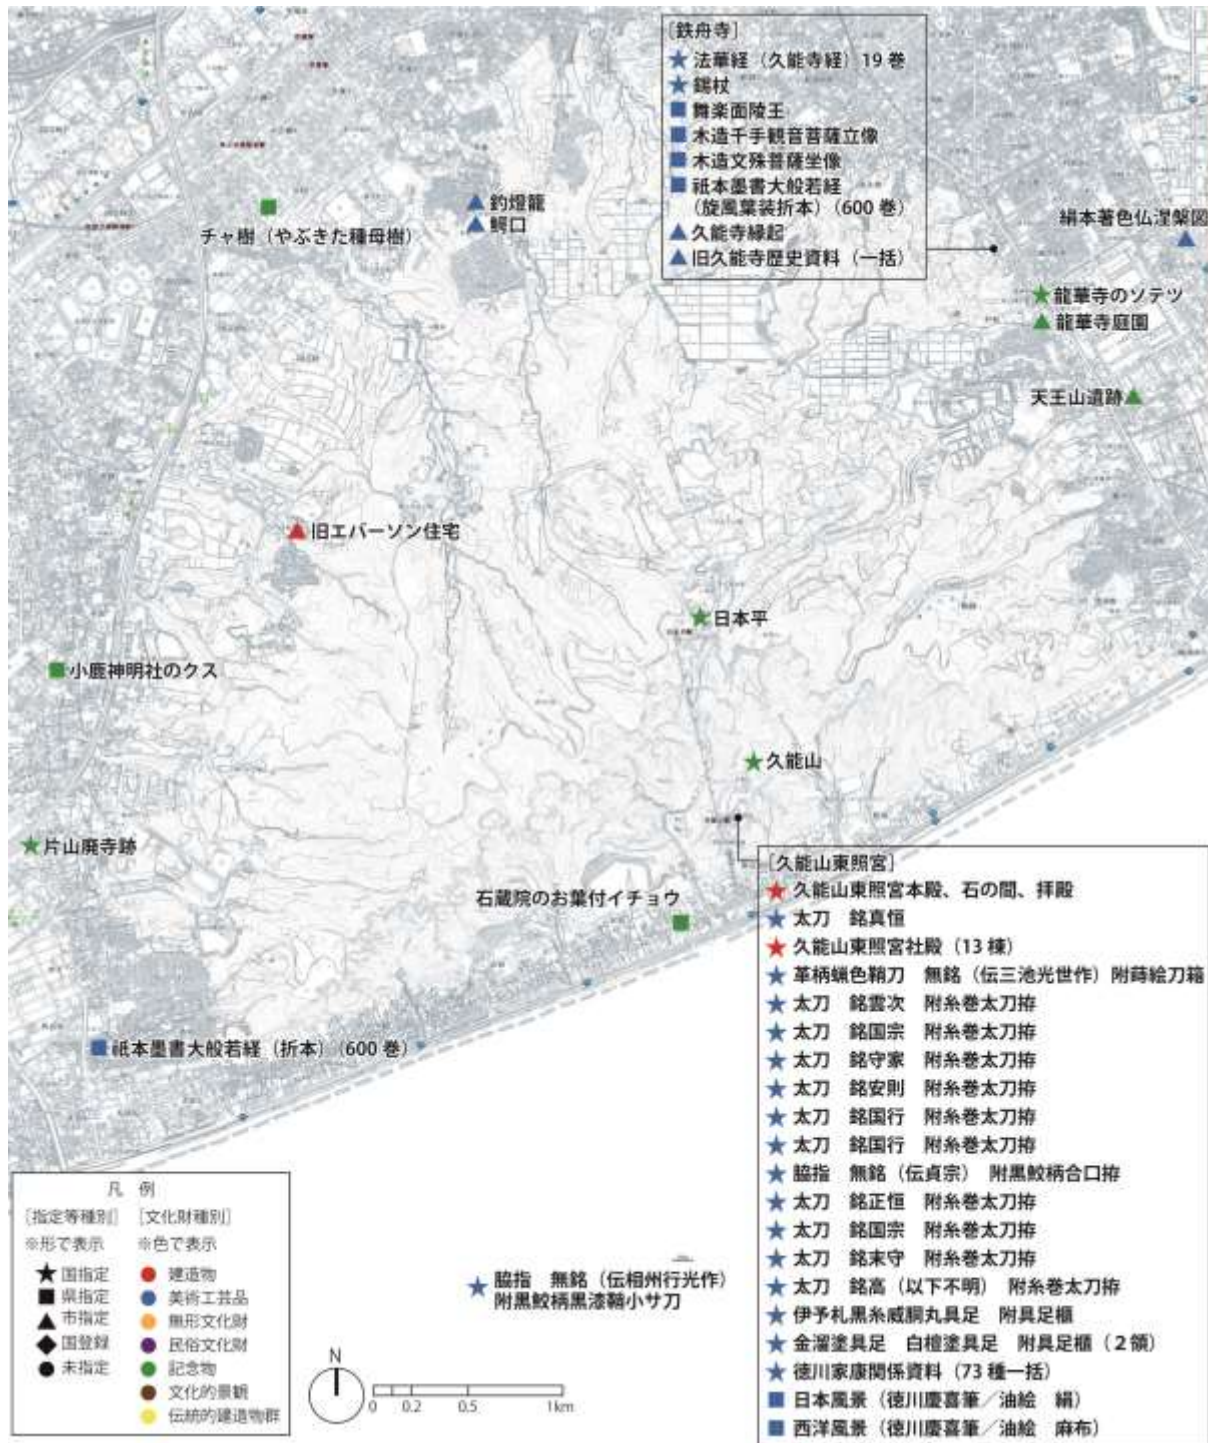 [鉄舟寺]
法華経（久能寺経）19巻
錫杖
舞楽面陵王
木造千手観音菩薩立像
木造文殊菩薩坐像
祇本墨書大般若経
（旋風葉装折本）（600巻）
久能寺縁起
旧久能寺歴史資料（一括）
釣燈籠
鰐口
チャ樹（やぶきた種母樹）
絹本著色仏涅槃図
龍華寺のソテツ
龍華寺庭園
天王山遺跡
旧エバーソン住宅
日本平
小鹿神明社のクス
久能山
片山廃寺跡
石蔵院のお葉付イチョウ
祇本墨書大般若経（折本）（600巻）
[久能山東照宮]
久能山東照宮本殿、石の間、拝殿
太刀　銘真恒
久能山東照宮社殿（13棟）
革柄蝋色鞘刀　無銘（伝三池光世作）附蒔絵刀箱
太刀　銘雲次　附糸巻太刀拵
太刀　銘国宗　附糸巻太刀拵
太刀　銘守家　附糸巻太刀拵
太刀　銘安則　附糸巻太刀拵
太刀　銘国行　附糸巻太刀拵
太刀　銘国行　附糸巻太刀拵
脇指　無銘（伝貞宗）　附黒鮫柄合口拵
太刀　銘正恒　附糸巻太刀拵
太刀　銘国宗　附糸巻太刀拵
太刀　銘末守　附糸巻太刀拵
太刀　銘高（以下不明）　附糸巻太刀拵
伊予札黒糸威胴丸具足　附具足櫃
金溜塗具足　白檀塗具足　附具足櫃（２領）
徳川家康関係資料（73種一括）
日本風景（徳川慶喜筆／油絵　絹）
西洋風景（徳川慶喜筆／油絵　麻布）
脇指　無銘（伝相州行光作）
附黒鮫柄黒漆鞘小サ刀
凡　例
[指定等種別]　[文化財種別]
※形で表示　※色で表示
国指定　建造物
県指定　美術工芸品
市指定　無形文化財
国登録　民俗文化財
未指定　記念物
文化的景観
伝統的建造物群
N
0　0.2　0.5　1km